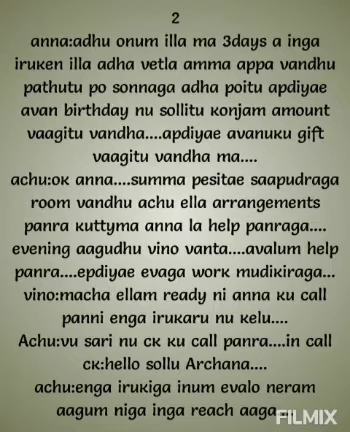 2
anna:adhu onum illa ma 3days a inga
iruken illa adha vetla amma appa vandhu
pathutu po sonnaga adha poitu apdiyae
avan birthday nu sollitu konjam amount
vaagitu vandha....apdiyae avanuku gift
vaagitu vandha ma....
achu:ok anna....summa pesitae saapudraga
room vandhu achu ella arrangements
panra kuttyma anna la help panraga....
evening aagudhu vino vanta....avalum help
panra....epdiyae evaga work mudikiraga...
vino:macha ellam ready ni anna ku call
panni enga irukaru nu kelu....
Achu:vu sari nu ck ku call panra....in call
ck:hello sollu Archana....
achu:enga irukiga inum evalo neram
aagum niga inga reach aaga....
FILMIX